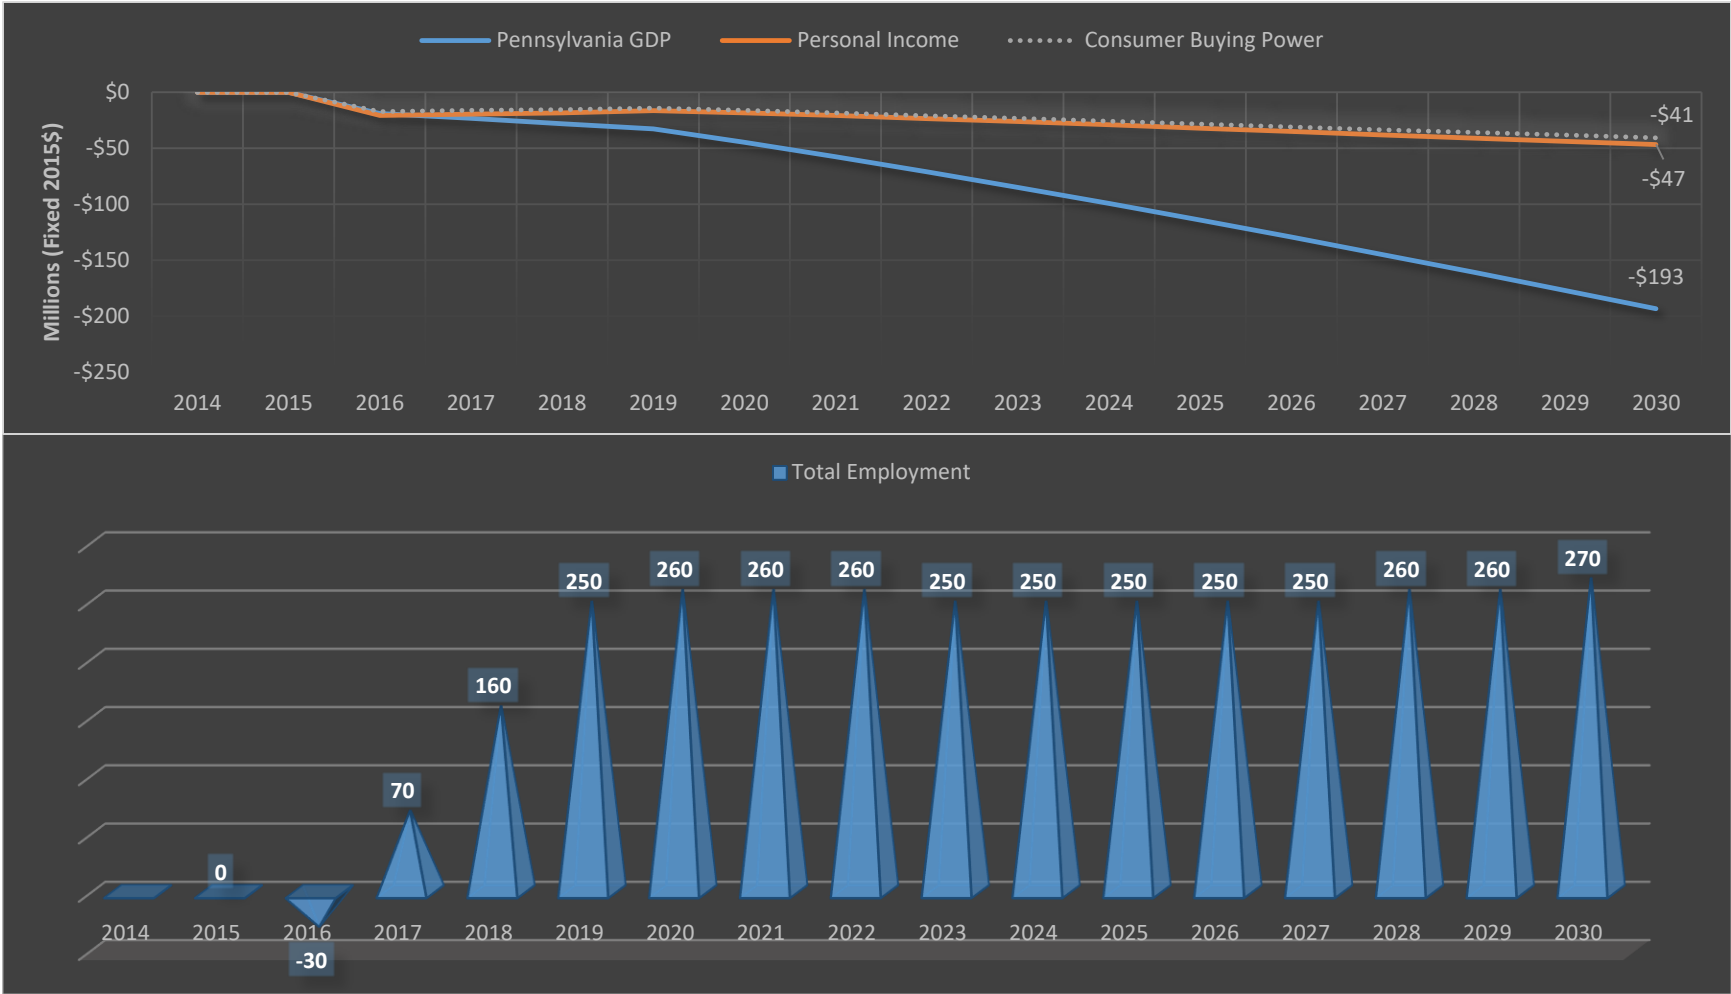 Pennsylvania GDP Personal Income Consumer Buying Power
Millions (Fixed 2015$)
$0
-$50
-$100
-$150
-$200
-$250
-$41
-$47
-$193
2014 2015 2016 2017 2018 2019 2020 2021 2022 2023 2024 2025 2026 2027 2028 2029 2030
Total Employment
0 -30 70 160 250 260 260 260 250 250 250 250 250 260 260 270
2014 2015 2016 2017 2018 2019 2020 2021 2022 2023 2024 2025 2026 2027 2028 2029 2030